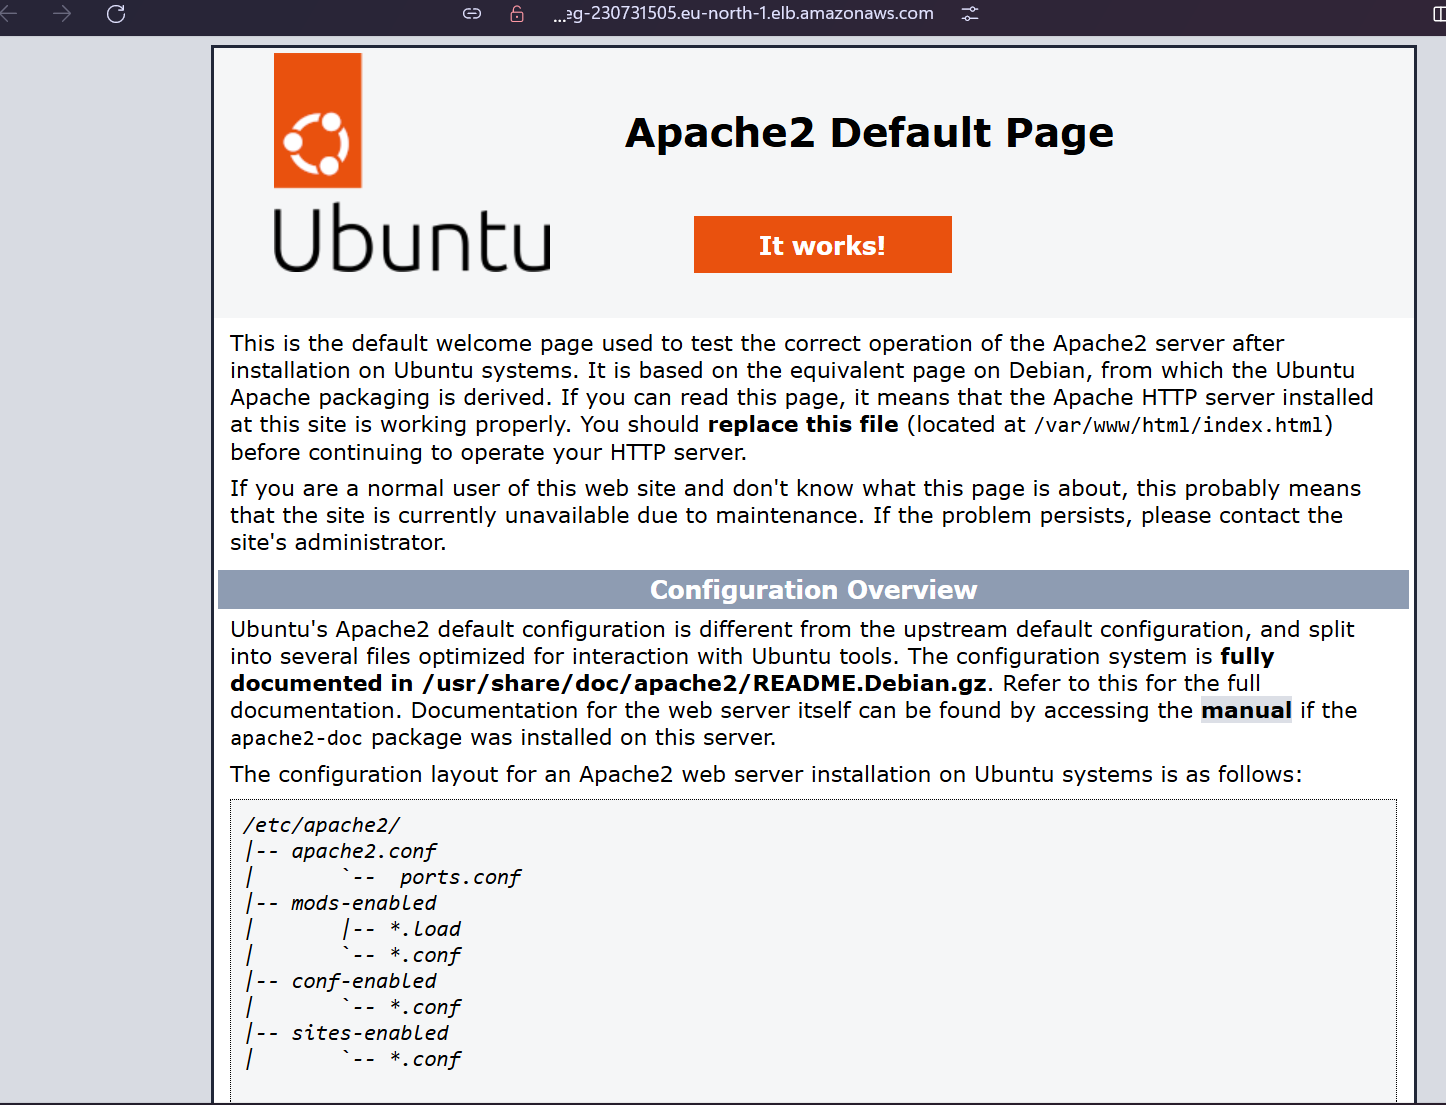 ...eg-230731505.eu-north-1.elb.amazonaws.com
Apache2 Default Page
Ubuntu
It works!
This is the default welcome page used to test the correct operation of the Apache2 server after
installation on Ubuntu systems. It is based on the equivalent page on Debian, from which the Ubuntu
Apache packaging is derived. If you can read this page, it means that the Apache HTTP server installed
at this site is working properly. You should replace this file (located at /var/www/html/index.html)
before continuing to operate your HTTP server.
If you are a normal user of this web site and don't know what this page is about, this probably means
that the site is currently unavailable due to maintenance. If the problem persists, please contact the
site's administrator.
Configuration Overview
Ubuntu's Apache2 default configuration is different from the upstream default configuration, and split
into several files optimized for interaction with Ubuntu tools. The configuration system is fully
documented in /usr/share/doc/apache2/README.Debian.gz. Refer to this for the full
documentation. Documentation for the web server itself can be found by accessing the manual if the
apache2-doc package was installed on this server.
The configuration layout for an Apache2 web server installation on Ubuntu systems is as follows:
/etc/apache2/
|-- apache2.conf
|       `--  ports.conf
|-- mods-enabled
|       |-- *.load
|       `-- *.conf
|-- conf-enabled
|       `-- *.conf
|-- sites-enabled
|       `-- *.conf